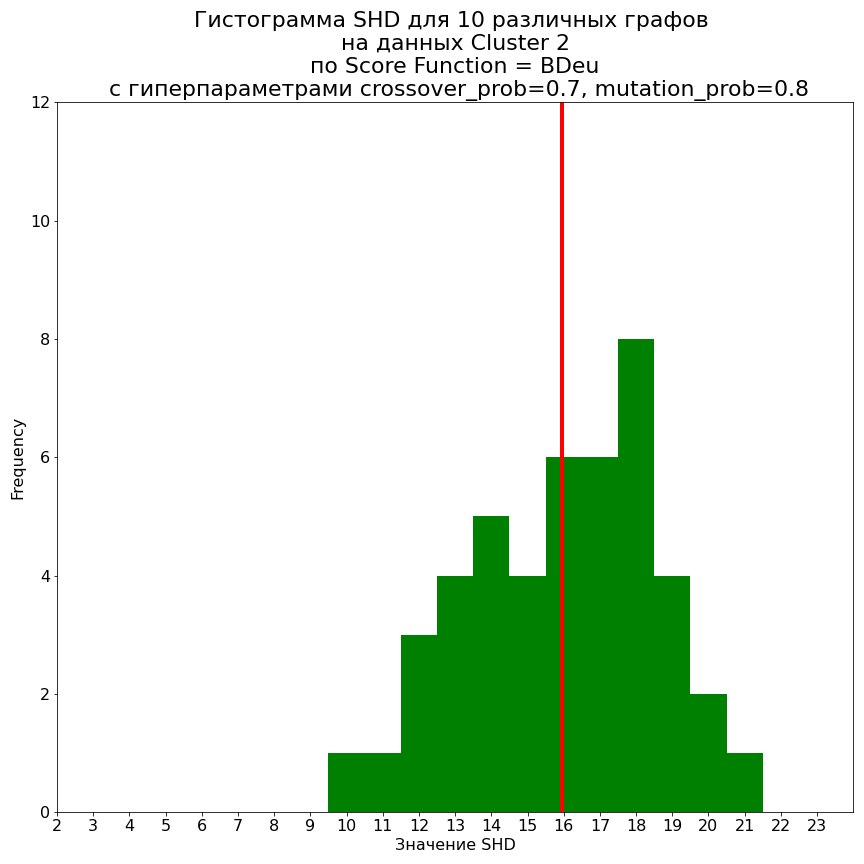 Гистограмма SHD для 10 различных графов
на данных Cluster 2
по Score Function = BDeu
с гиперпараметрами crossover_prob=0.7, mutation_prob=0.8
12
10
8
6
4
2
0
Frequency
2 3 4 5 6 7 8 9 10 11 12 13 14 15 16 17 18 19 20 21 22 23
Значение SHD